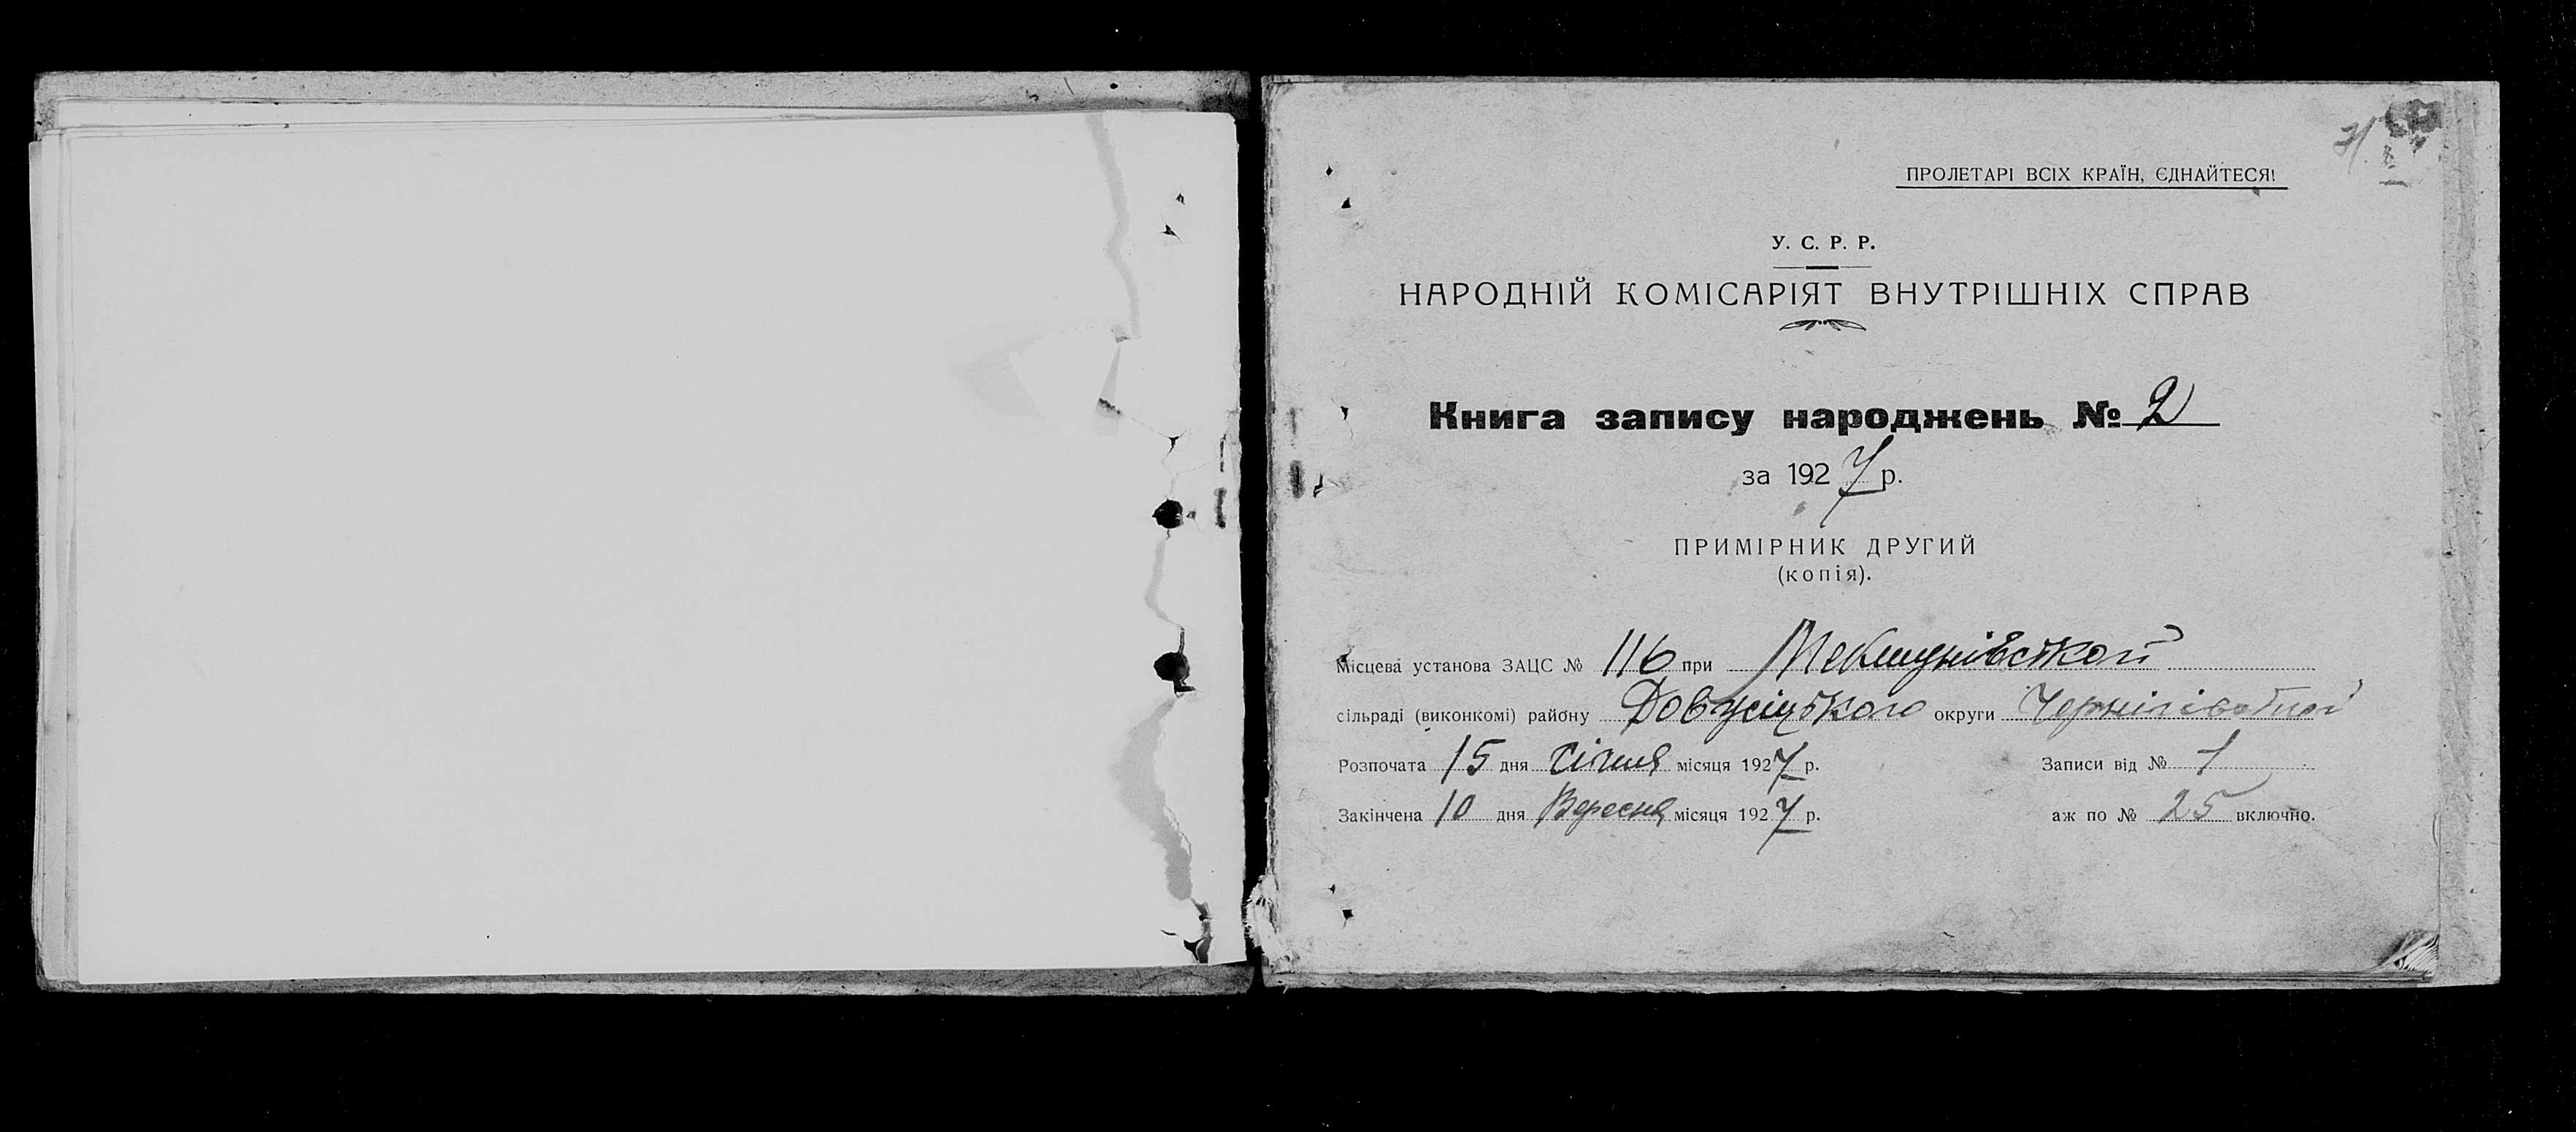 ПРОЛЕТАРІ ВСІХ КРАЇН, ЄДНАЙТЕСЯ!
У. С. Р. Р.
НАРОДНІЙ КОМІСАРІЯТ ВНУТРІШНІХ СПРАВ
Книга запису народжень № 2
за 1927 р.
ПРИМІРНИК ДРУГИЙ
(копія).
Місцева установа ЗАЦС № 116 при Мекшунівській
сільраді (виконкомі) району округи Чернігівської
Розпочата 15 дня Січня місяця 1927 р. Записи від № 1
Закінчена 10 дня Вересня місяця 1927 р. аж по № 25 включно.